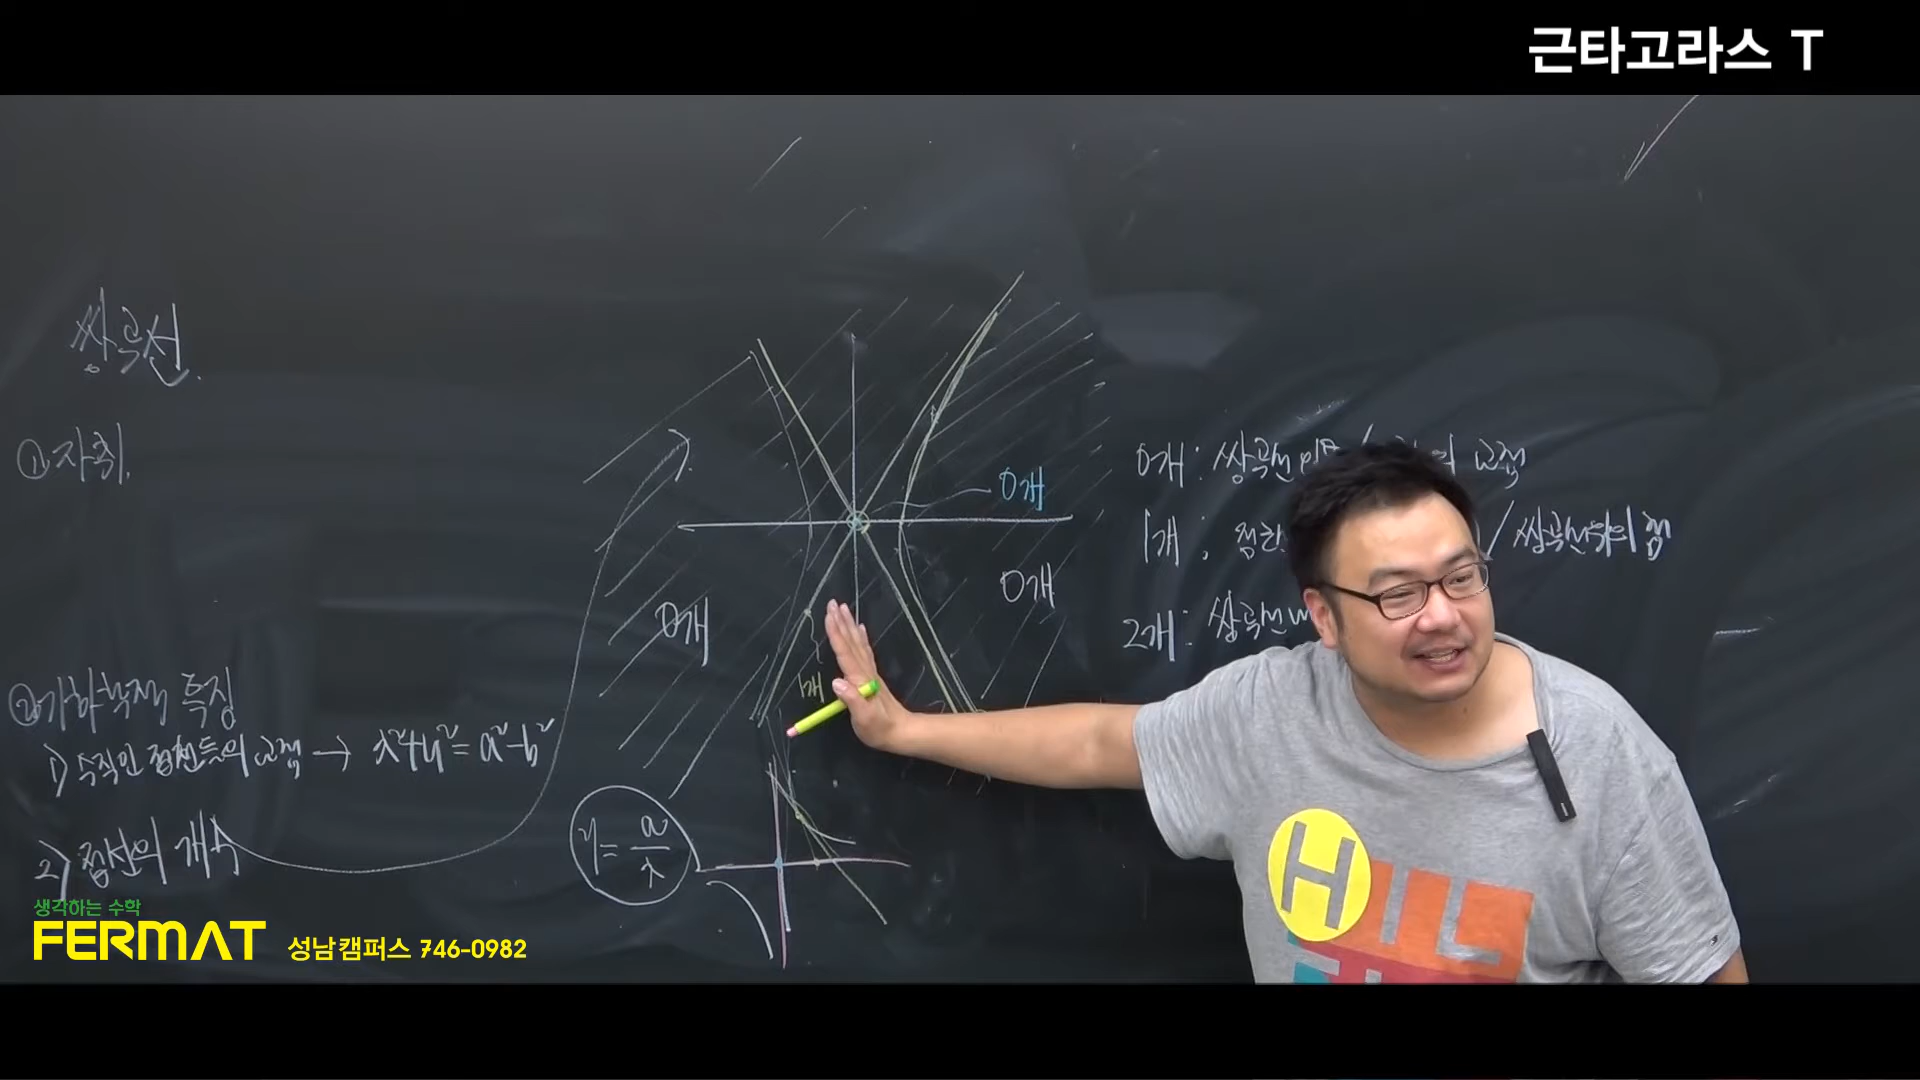 근타고라스 T
쌍곡선.
① 자취.
0개
0개
0개
1개
0개: 쌍곡선 의 교점
1개: 점근 / 쌍곡선위의 점
2개: 쌍곡선
② 기하학적 특징
1) 수직인 접선들의 교점 → x²+y²=a²-b²
2) 접선의 개수
y=a/x
생각하는 수학
FERMAT 성남캠퍼스 746-0982
H